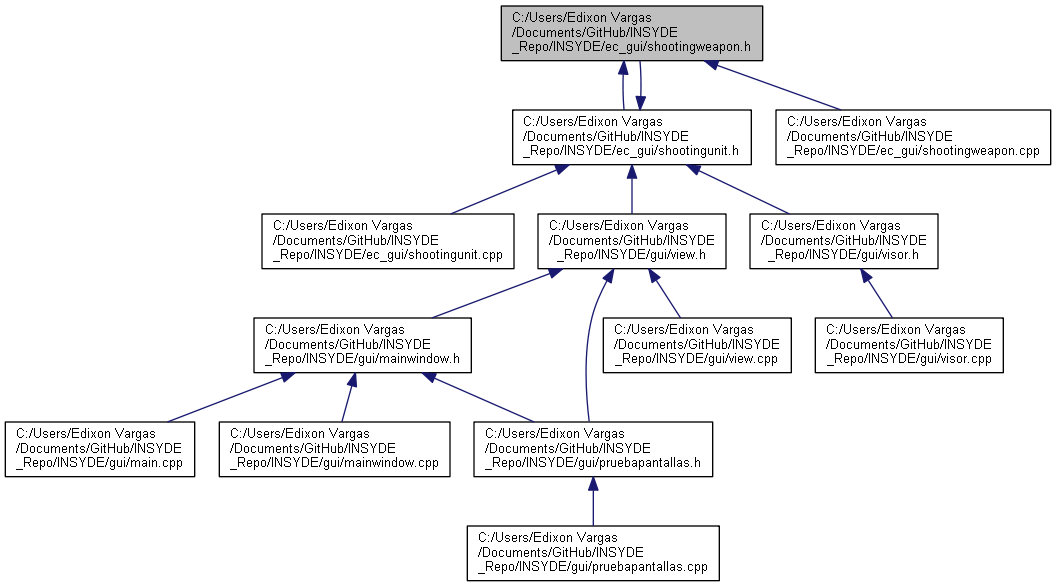 C:/Users/Edixon Vargas
/Documents/GitHub/INSYDE
_Repo/INSYDE/ec_gui/shootingweapon.h
C:/Users/Edixon Vargas
/Documents/GitHub/INSYDE
_Repo/INSYDE/ec_gui/shootingunit.h
C:/Users/Edixon Vargas
/Documents/GitHub/INSYDE
_Repo/INSYDE/ec_gui/shootingweapon.cpp
C:/Users/Edixon Vargas
/Documents/GitHub/INSYDE
_Repo/INSYDE/ec_gui/shootingunit.cpp
C:/Users/Edixon Vargas
/Documents/GitHub/INSYDE
_Repo/INSYDE/gui/view.h
C:/Users/Edixon Vargas
/Documents/GitHub/INSYDE
_Repo/INSYDE/gui/visor.h
C:/Users/Edixon Vargas
/Documents/GitHub/INSYDE
_Repo/INSYDE/gui/mainwindow.h
C:/Users/Edixon Vargas
/Documents/GitHub/INSYDE
_Repo/INSYDE/gui/view.cpp
C:/Users/Edixon Vargas
/Documents/GitHub/INSYDE
_Repo/INSYDE/gui/visor.cpp
C:/Users/Edixon Vargas
/Documents/GitHub/INSYDE
_Repo/INSYDE/gui/main.cpp
C:/Users/Edixon Vargas
/Documents/GitHub/INSYDE
_Repo/INSYDE/gui/mainwindow.cpp
C:/Users/Edixon Vargas
/Documents/GitHub/INSYDE
_Repo/INSYDE/gui/pruebapantallas.h
C:/Users/Edixon Vargas
/Documents/GitHub/INSYDE
_Repo/INSYDE/gui/pruebapantallas.cpp